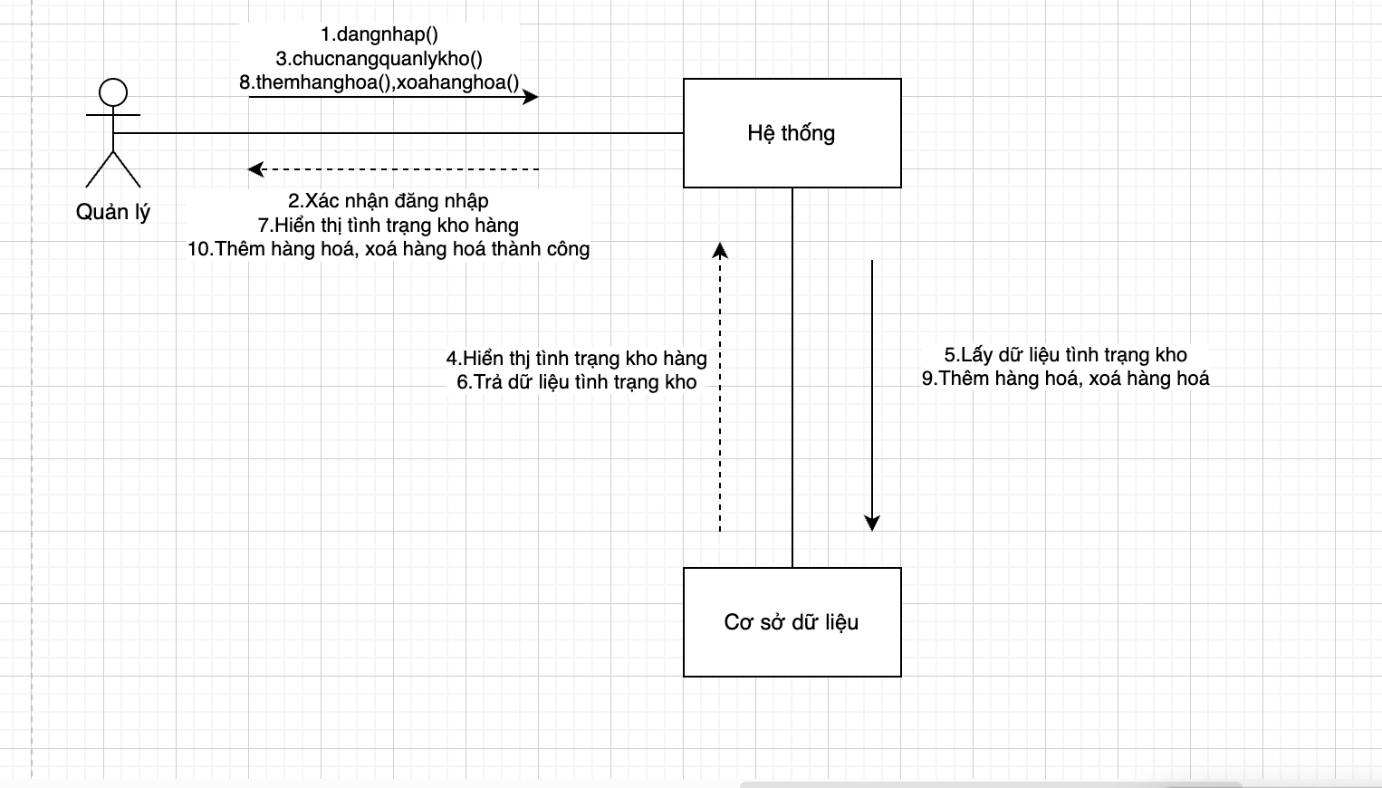 1.dangnhap()
3.chucnangquanlykho()
8.themhanghoa(),xoahanghoa()
Hệ thống
Quản lý
2.Xác nhận đăng nhập
7.Hiển thị tình trạng kho hàng
10.Thêm hàng hoá, xoá hàng hoá thành công
4.Hiển thj tình trạng kho hàng
6.Trả dữ liệu tình trạng kho
5.Lấy dữ liệu tình trạng kho
9.Thêm hàng hoá, xoá hàng hoá
Cơ sở dữ liệu